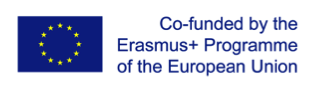 Co-funded by the
Erasmus+ Programme
of the European Union